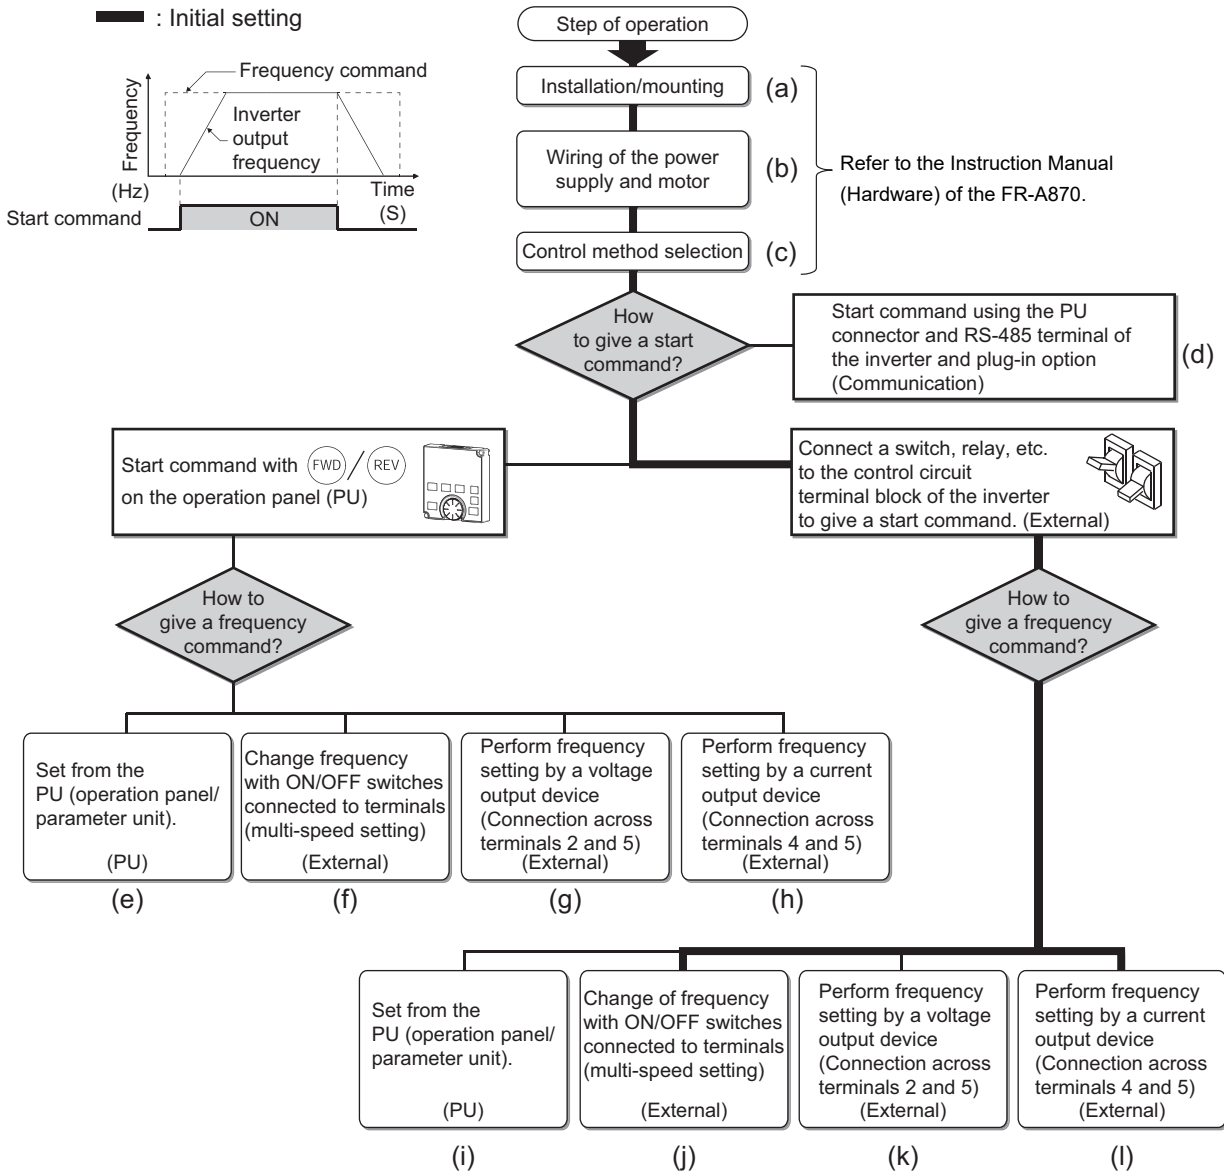 : Initial setting
Frequency command
Frequency
Inverter
output
frequency
(Hz)
Time
(S)
Start command
ON
Step of operation
Installation/mounting
(a)
Wiring of the power
supply and motor
(b)
Control method selection
(c)
Refer to the Instruction Manual
(Hardware) of the FR-A870.
How
to give a start
command?
Start command using the PU
connector and RS-485 terminal of
the inverter and plug-in option
(Communication)
(d)
Start command with FWD / REV
on the operation panel (PU)
Connect a switch, relay, etc.
to the control circuit
terminal block of the inverter
to give a start command. (External)
How to
give a frequency
command?
How to
give a frequency
command?
Set from the
PU (operation panel/
parameter unit).
(PU)
(e)
Change frequency
with ON/OFF switches
connected to terminals
(multi-speed setting)
(External)
(f)
Perform frequency
setting by a voltage
output device
(Connection across
terminals 2 and 5)
(External)
(g)
Perform frequency
setting by a current
output device
(Connection across
terminals 4 and 5)
(External)
(h)
Set from the
PU (operation panel/
parameter unit).
(PU)
(i)
Change of frequency
with ON/OFF switches
connected to terminals
(multi-speed setting)
(External)
(j)
Perform frequency
setting by a voltage
output device
(Connection across
terminals 2 and 5)
(External)
(k)
Perform frequency
setting by a current
output device
(Connection across
terminals 4 and 5)
(External)
(l)